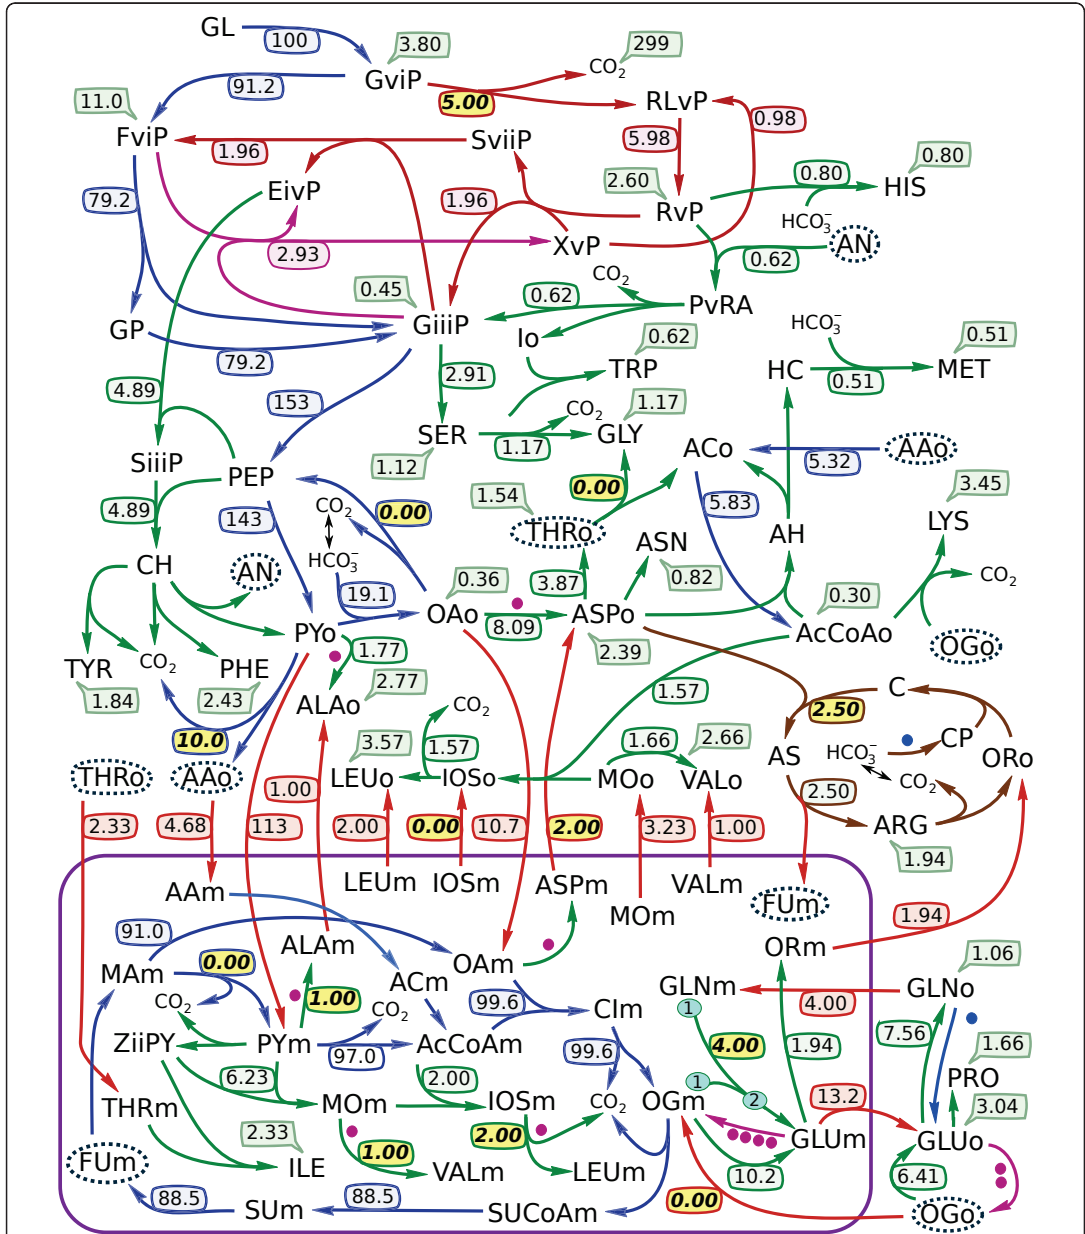 GL
100
3.80
299
CO₂
GviP
91.2
5.00
RLvP
11.0
FviP
1.96
SviiP
5.98
0.98
0.80
79.2
EivP
2.60
0.80
HIS
RvP
1.96
HCO₃⁻
AN
2.93
XvP
0.62
CO₂
0.45
0.62
PvRA
GP
GiiiP
Io
HCO₃⁻
0.62
0.51
79.2
TRP
HC
MET
0.51
4.89
153
2.91
CO₂
1.17
SER
1.17
GLY
1.12
ACo
AAo
5.32
SiiiP
PEP
0.00
1.54
5.83
3.45
4.89
143
CO₂
0.00
THRo
LYS
AH
ASN
HCO₃⁻
CH
AN
0.36
3.87
0.82
0.30
CO₂
19.1
OAo
8.09
ASPo
AcCoAo
PYo
1.77
2.39
OGo
TYR
CO₂
PHE
1.84
2.43
2.77
ALAo
1.57
C
2.50
CO₂
10.0
3.57
1.57
1.66
2.66
AS
HCO₃⁻
CP
THRo
AAo
LEUo
IOSo
MOo
VALo
CO₂
ORo
1.00
2.50
2.33
4.68
113
2.00
0.00
10.7
2.00
3.23
1.00
ARG
1.94
LEUm
IOSm
ASPm
VALm
AAm
MOm
FUm
1.94
91.0
ALAm
ORm
0.00
MAm
OAm
1.06
ACm
GLNm
GLNo
CO₂
1.00
CO₂
99.6
CIm
1
4.00
ZiiPY
PYm
97.0
AcCoAm
99.6
4.00
1.94
7.56
1.66
6.23
2.00
1
2
PRO
THRm
MOm
IOSm
CO₂
OGm
13.2
3.04
2.33
2.00
GLUm
GLUo
FUm
ILE
1.00
VALm
LEUm
10.2
6.41
88.5
88.5
0.00
SUm
SUCoAm
OGo